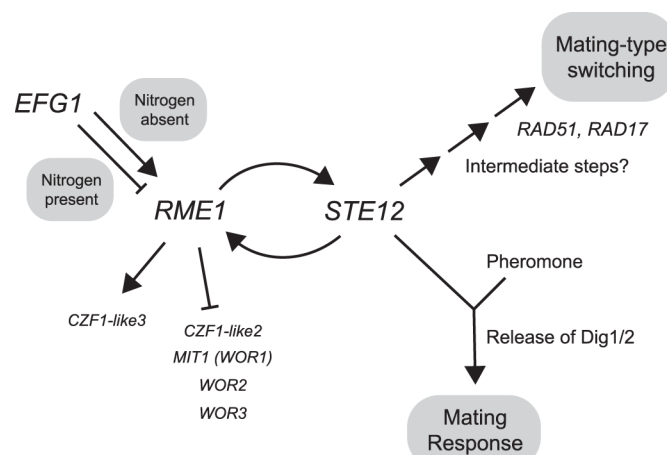 Mating-type
switching
EFG1
Nitrogen
absent
RAD51, RAD17
Intermediate steps?
Nitrogen
present
RME1
STE12
Pheromone
CZF1-like3
CZF1-like2
MIT1 (WOR1)
WOR2
WOR3
Release of Dig1/2
Mating
Response